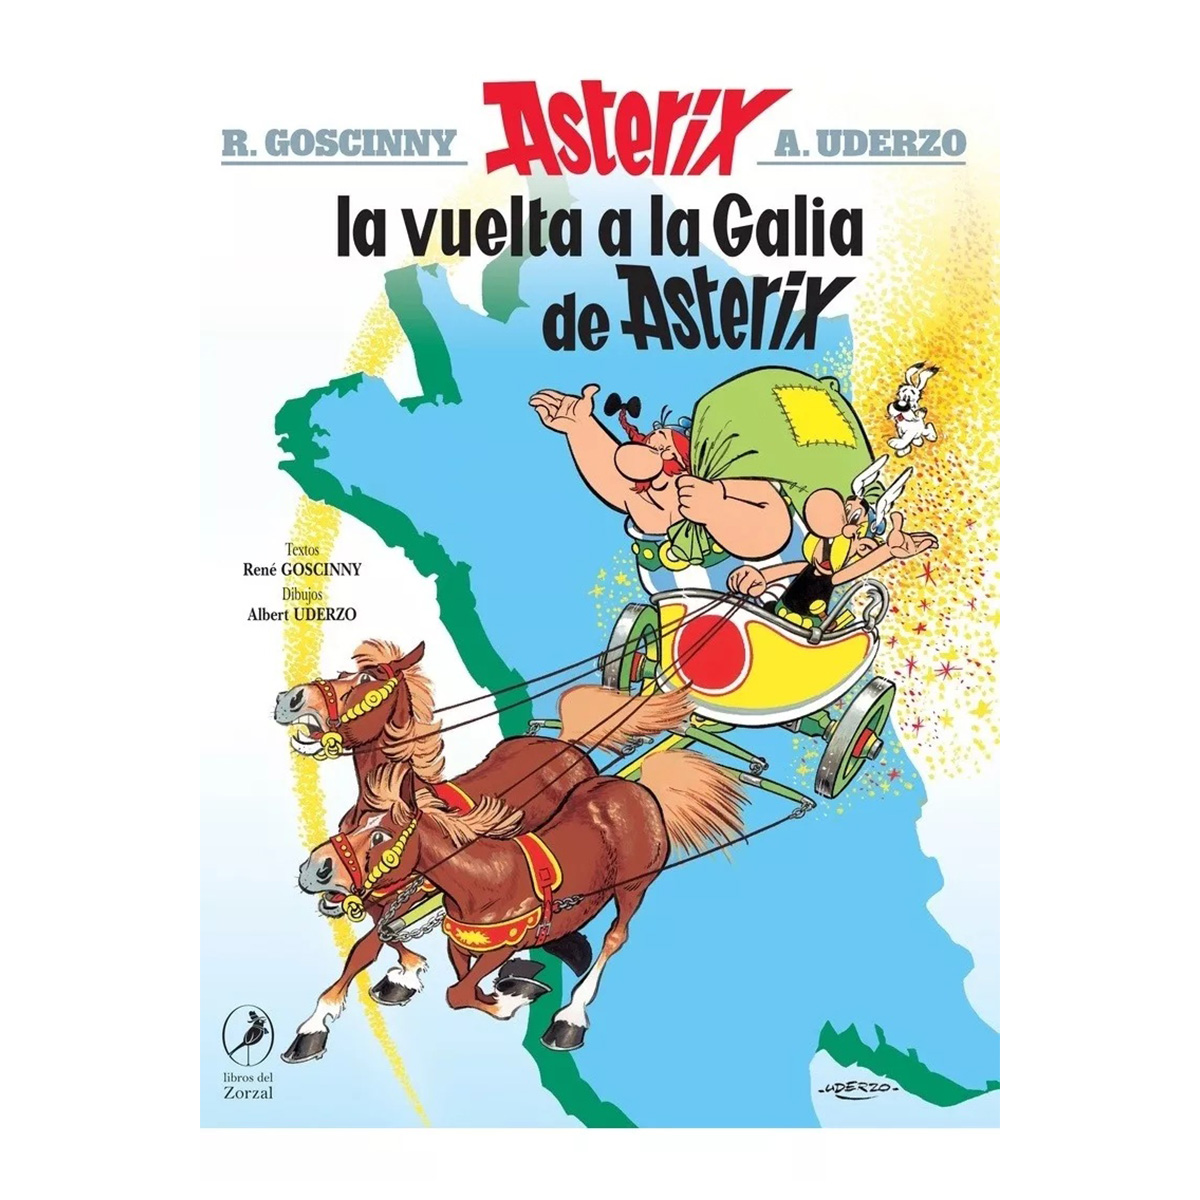 Asterix
R. GOSCINNY A. UDERZO
la vuelta a la Galia
de Asterix
Textos
René GOSCINNY
Dibujos
Albert UDERZO
libros del
Zorzal
UDERZO